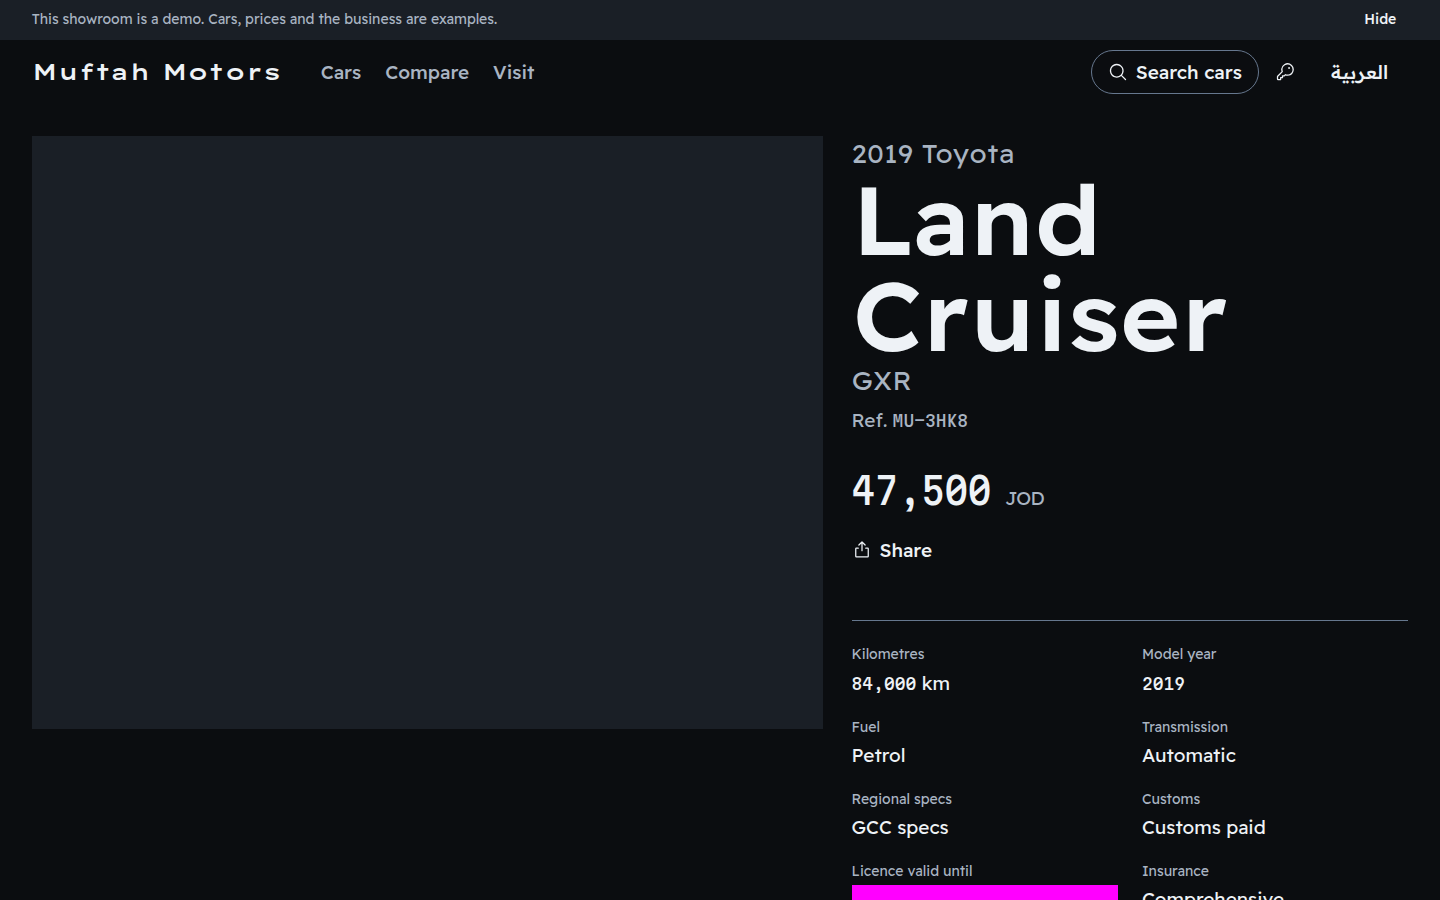 This showroom is a demo. Cars, prices and the business are examples.
Hide
Muftah Motors
Cars
Compare
Visit
Search cars
العربية
2019 Toyota
Land
Cruiser
GXR
Ref. MU-3HK8
47,500 JOD
Share
Kilometres
Model year
84,000 km
2019
Fuel
Transmission
Petrol
Automatic
Regional specs
Customs
GCC specs
Customs paid
Licence valid until
Insurance
Comprehensive